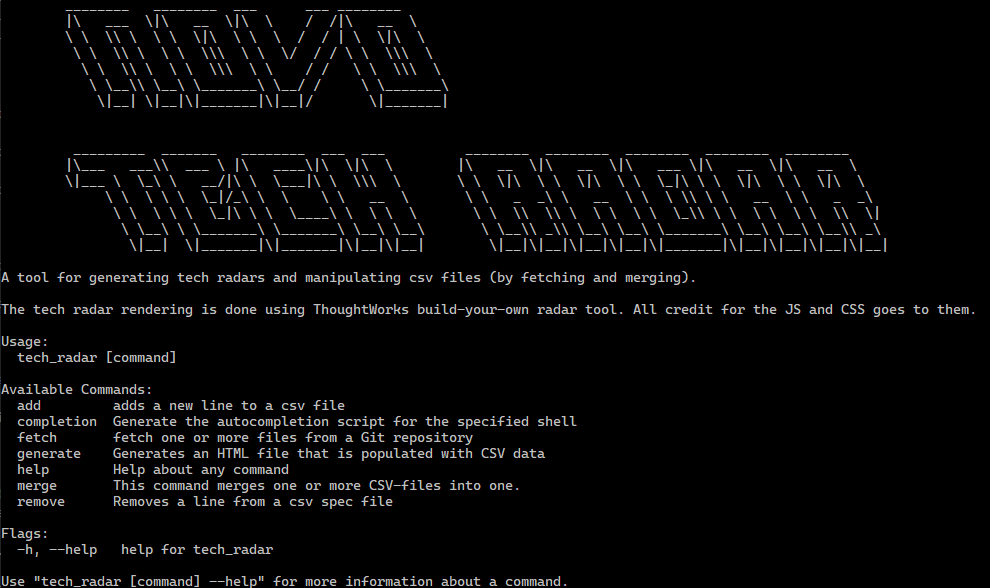 NOVO
TECH RADAR
A tool for generating tech radars and manipulating csv files (by fetching and merging).
The tech radar rendering is done using ThoughtWorks build-your-own radar tool. All credit for the JS and CSS goes to them.
Usage:
tech_radar [command]
Available Commands:
add adds a new line to a csv file
completion Generate the autocompletion script for the specified shell
fetch fetch one or more files from a Git repository
generate Generates an HTML file that is populated with CSV data
help Help about any command
merge This command merges one or more CSV-files into one.
remove Removes a line from a csv spec file
Flags:
-h, --help help for tech_radar
Use "tech_radar [command] --help" for more information about a command.